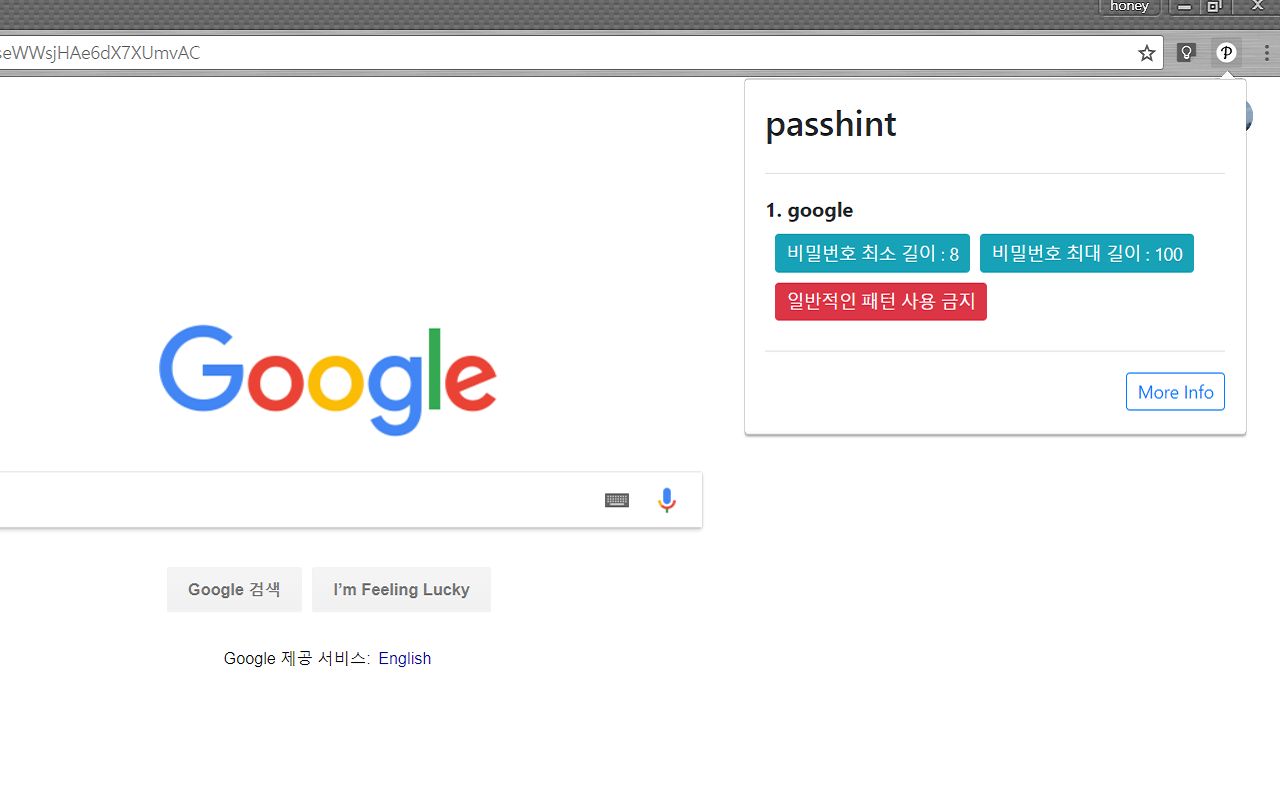 honey
seWWsjHAe6dX7XUmvAC
passhint
1. google
비밀번호 최소 길이 : 8
비밀번호 최대 길이 : 100
일반적인 패턴 사용 금지
More Info
Google
Google 검색
I'm Feeling Lucky
Google 제공 서비스: English